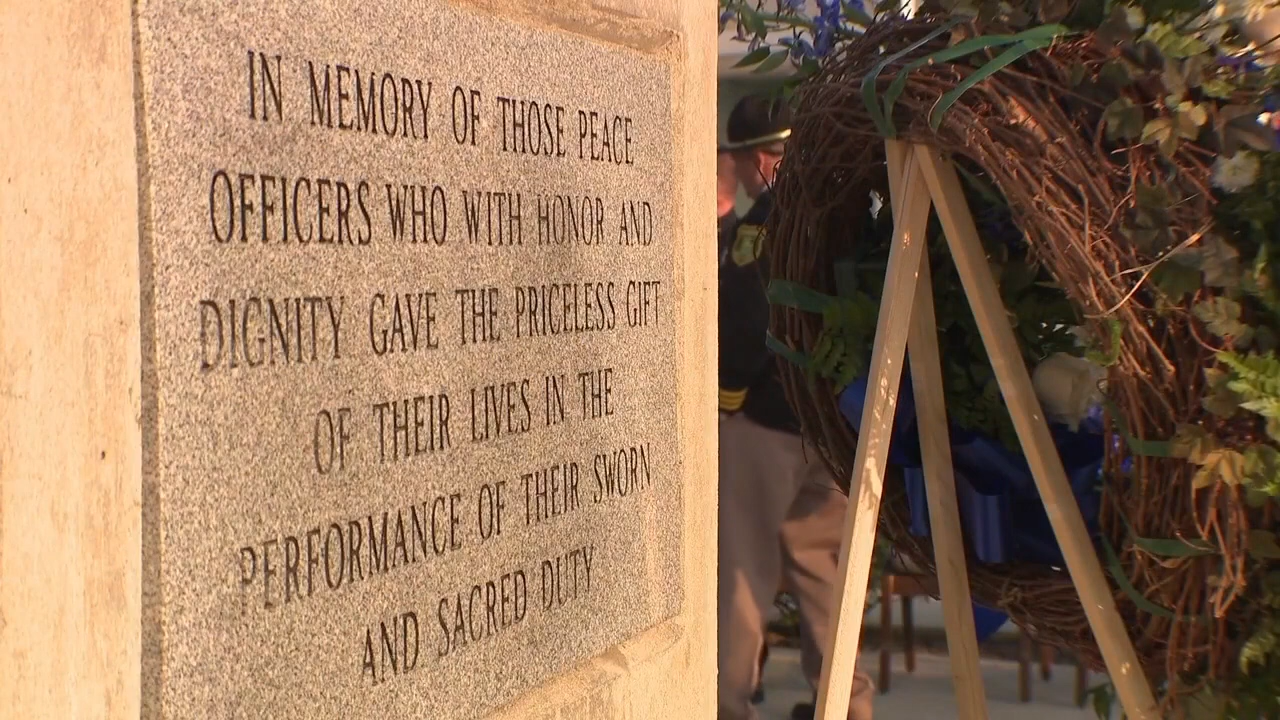 IN MEMORY OF THOSE PEACE
OFFICERS WHO WITH HONOR AND
DIGNITY GAVE THE PRICELESS GIFT
OF THEIR LIVES IN THE
PERFORMANCE OF THEIR SWORN
AND SACRED DUTY